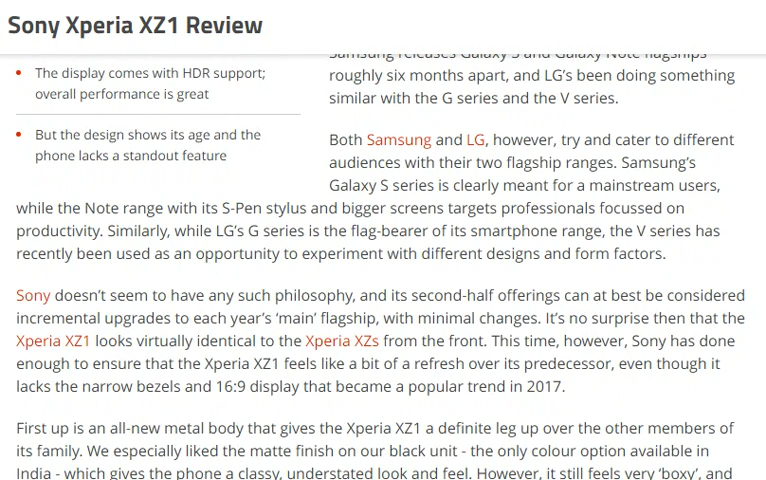 Sony Xperia XZ1 Review
The display comes with HDR support;
overall performance is great
But the design shows its age and the
phone lacks a standout feature
Samsung releases Galaxy S and Galaxy Note flagships
roughly six months apart, and LG’s been doing something
similar with the G series and the V series.
Both Samsung and LG, however, try and cater to different
audiences with their two flagship ranges. Samsung’s
Galaxy S series is clearly meant for a mainstream users,
while the Note range with its S-Pen stylus and bigger screens targets professionals focussed on
productivity. Similarly, while LG’s G series is the flag-bearer of its smartphone range, the V series has
recently been used as an opportunity to experiment with different designs and form factors.
Sony doesn’t seem to have any such philosophy, and its second-half offerings can at best be considered
incremental upgrades to each year’s ‘main’ flagship, with minimal changes. It’s no surprise then that the
Xperia XZ1 looks virtually identical to the Xperia XZs from the front. This time, however, Sony has done
enough to ensure that the Xperia XZ1 feels like a bit of a refresh over its predecessor, even though it
lacks the narrow bezels and 16:9 display that became a popular trend in 2017.
First up is an all-new metal body that gives the Xperia XZ1 a definite leg up over the other members of
its family. We especially liked the matte finish on our black unit - the only colour option available in
India - which gives the phone a classy, understated look and feel. However, it still feels very ‘boxy’, and